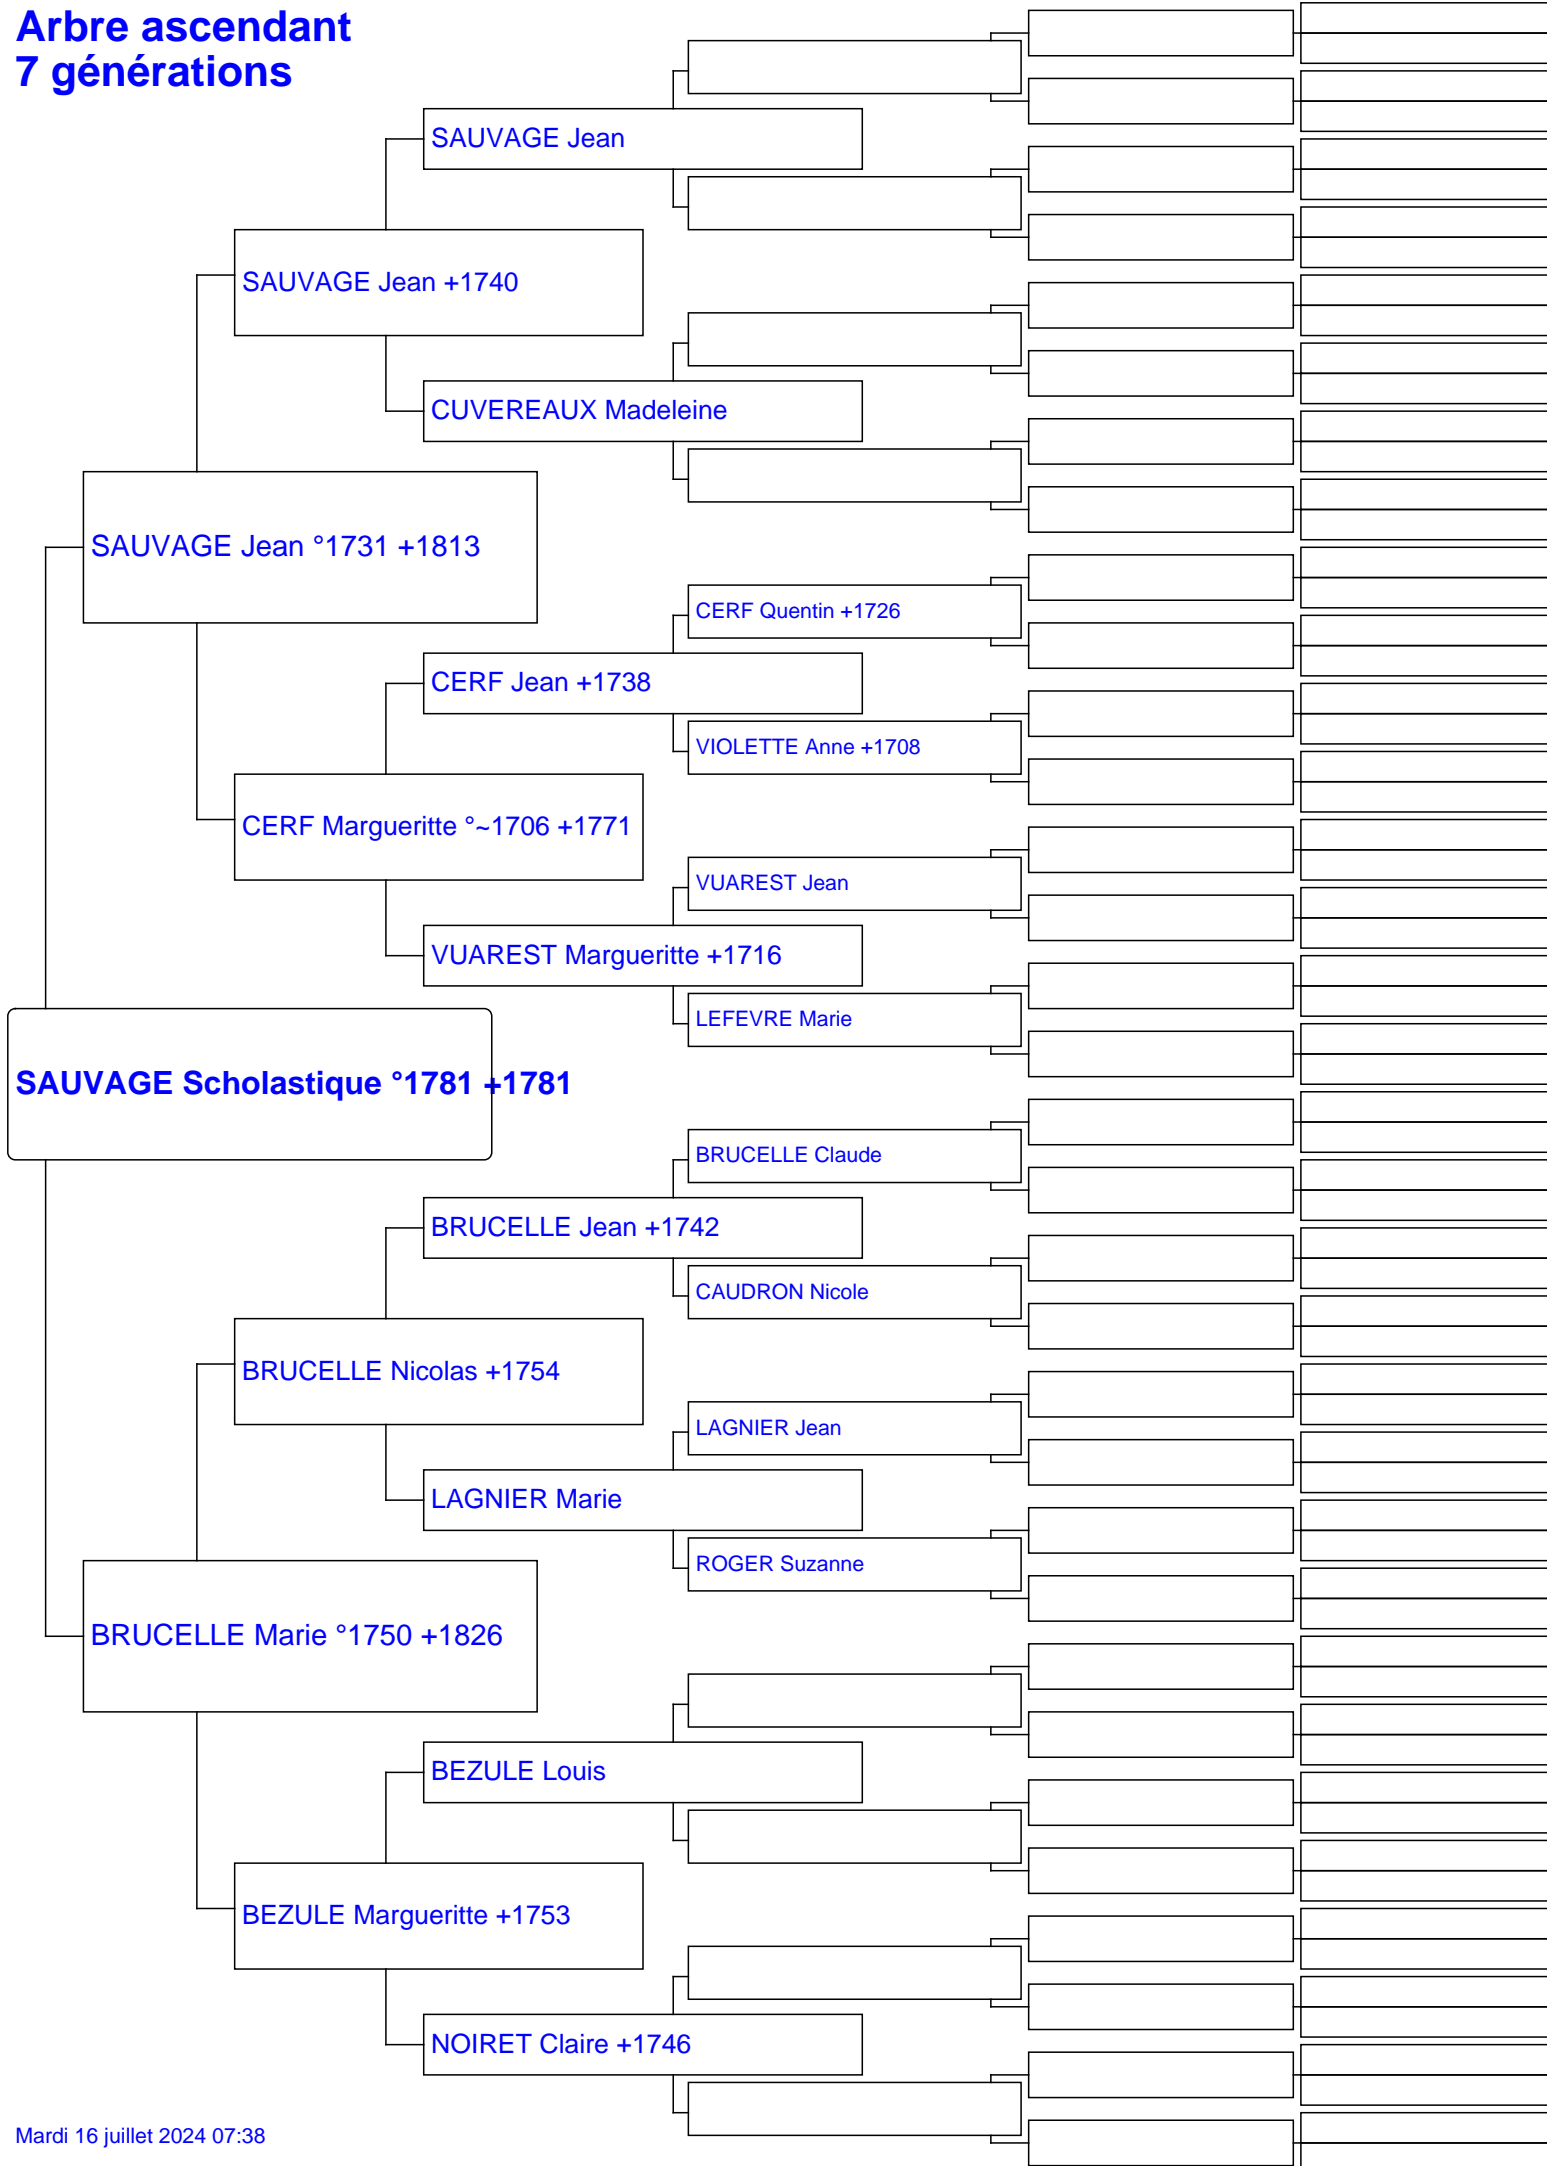 Arbre ascendant
7 générations
SAUVAGE Jean
SAUVAGE Jean +1740
CUVEREAUX Madeleine
SAUVAGE Jean °1731 +1813
CERF Quentin +1726
CERF Jean +1738
VIOLETTE Anne +1708
CERF Margueritte °~1706 +1771
VUAREST Jean
VUAREST Margueritte +1716
LEFEVRE Marie
SAUVAGE Scholastique °1781 +1781
BRUCELLE Claude
BRUCELLE Jean +1742
CAUDRON Nicole
BRUCELLE Nicolas +1754
LAGNIER Jean
LAGNIER Marie
ROGER Suzanne
BRUCELLE Marie °1750 +1826
BEZULE Louis
BEZULE Margueritte +1753
NOIRET Claire +1746
Mardi 16 juillet 2024 07:38